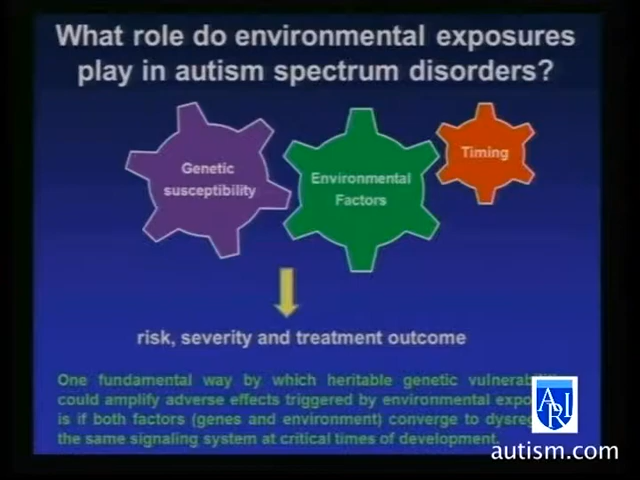 What role do environmental exposures
play in autism spectrum disorders?
Genetic
susceptibility
Environmental
Factors
Timing
risk, severity and treatment outcome
One fundamental way by which heritable genetic
could amplify adverse effects triggered by environmental
is if both factors (genes and environment) converge to
the same signaling system at critical times of development.
ARI
autism.com